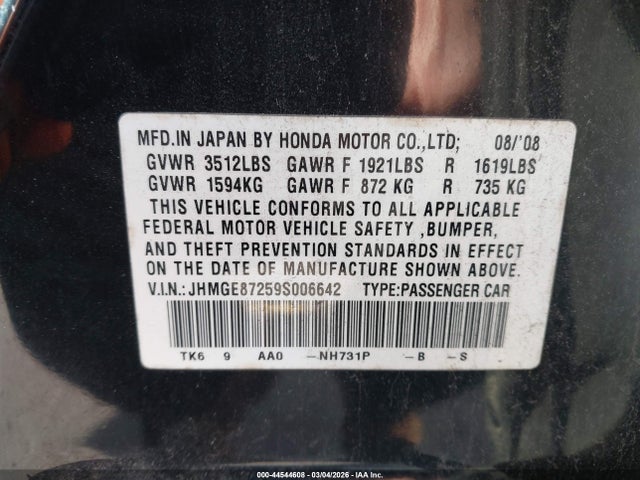 MFD.IN JAPAN BY HONDA MOTOR CO.,LTD; 08/'08
GVWR 3512LBS GAWR F 1921LBS R 1619LBS
GVWR 1594KG GAWR F 872 KG R 735 KG
THIS VEHICLE CONFORMS TO ALL APPLICABLE
FEDERAL MOTOR VEHICLE SAFETY ,BUMPER,
AND THEFT PREVENTION STANDARDS IN EFFECT
ON THE DATE OF MANUFACTURE SHOWN ABOVE.
V.I.N.:JHMGE87259S006642 TYPE:PASSENGER CAR
TK6 9 AA0 -NH731P -B -S
000-44544608 - 03/04/2026 - IAA Inc.